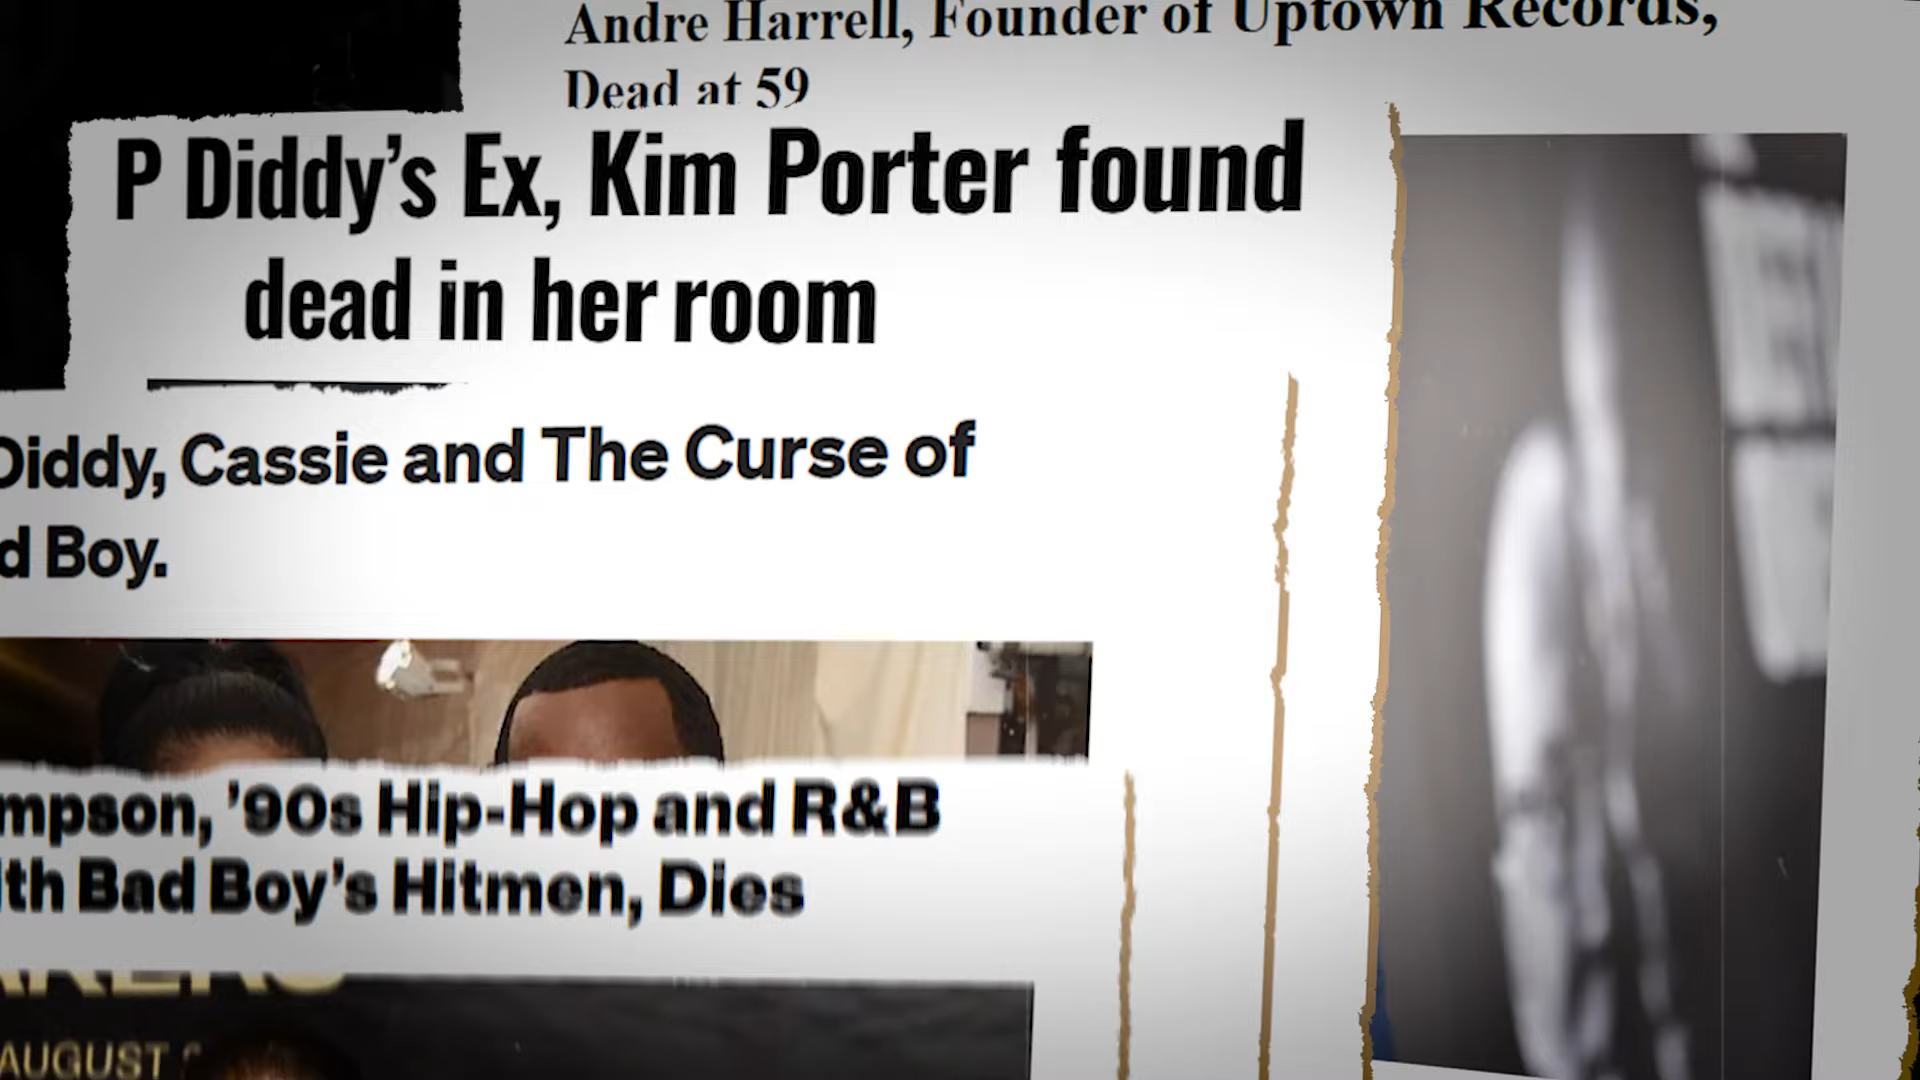 Andre Harrell, Founder of Uptown Records,
Dead at 59
P Diddy's Ex, Kim Porter found
dead in her room
Diddy, Cassie and The Curse of
d Boy.
mpson, '90s Hip-Hop and R&B
ith Bad Boy's Hitmen, Dies
AUGUST